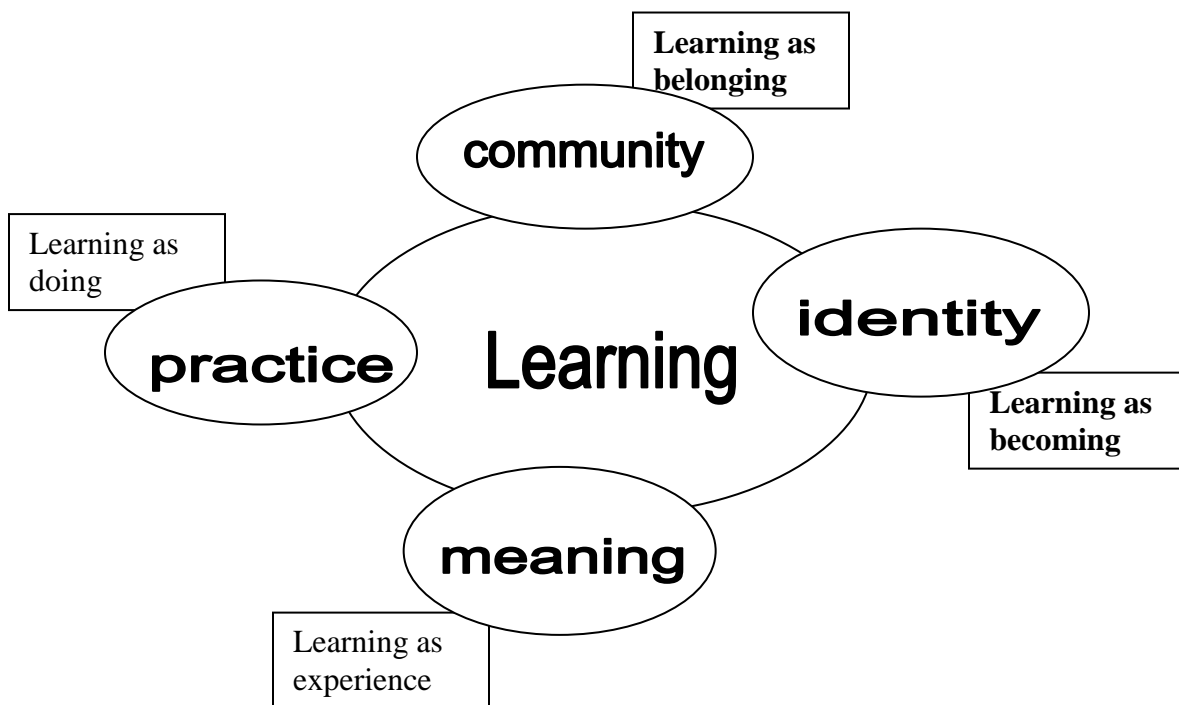 Learning as
belonging
community
Learning as
doing
identity
practice
Learning
Learning as
becoming
meaning
Learning as
experience